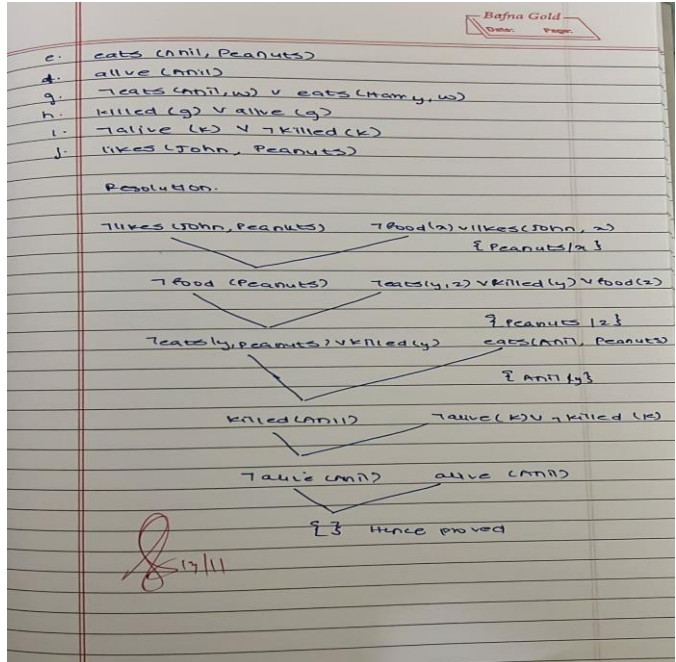 Bafna Gold
Date: Page:
e. eats (Anil, Peanuts)
f. alive (Anil)
g. ¬eats (Anil, w) ∨ eats (Harry, w)
h. killed (g) ∨ alive (g)
i. ¬alive (k) ∨ ¬killed (k)
j. likes (John, Peanuts)
Resolution.
¬likes (John, Peanuts) ¬food(x) ∨ likes (John, x)
{Peanuts/x}
¬food (Peanuts) ¬eats(y, z) ∨ killed(y) ∨ food(z)
{Peanuts/z}
¬eats(y, Peanuts) ∨ killed(y) eats(Anil, Peanuts)
{Anil/y}
killed(Anil) ¬alive(k) ∨ ¬killed (k)
¬alive (Anil) alive (Anil)
{ } Hence proved